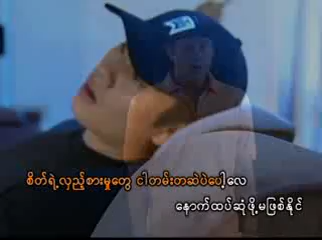 စိတ်ရဲ့လှည့်စားမှုတွေ ငါတမ်းတဆဲပဲပေါ့လေ
နောက်ထပ်ဆုံဖို့မဖြစ်နိုင်